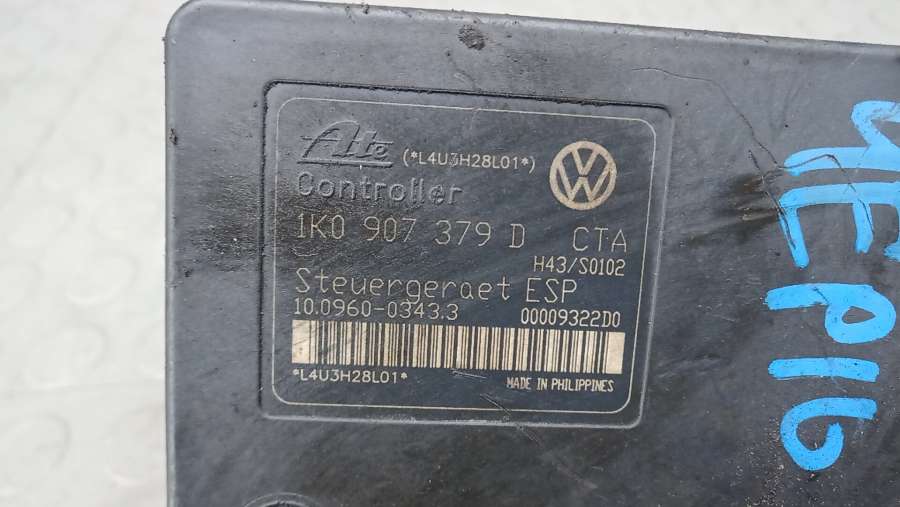 Ate (*L4U3H28L01*)
Controller
1K0 907 379 D CTA
H43/S0102
Steuergeraet ESP
10.0960-0343.3 00009322D0
*L4U3H28L01*
MADE IN PHILIPPINES
4EP16